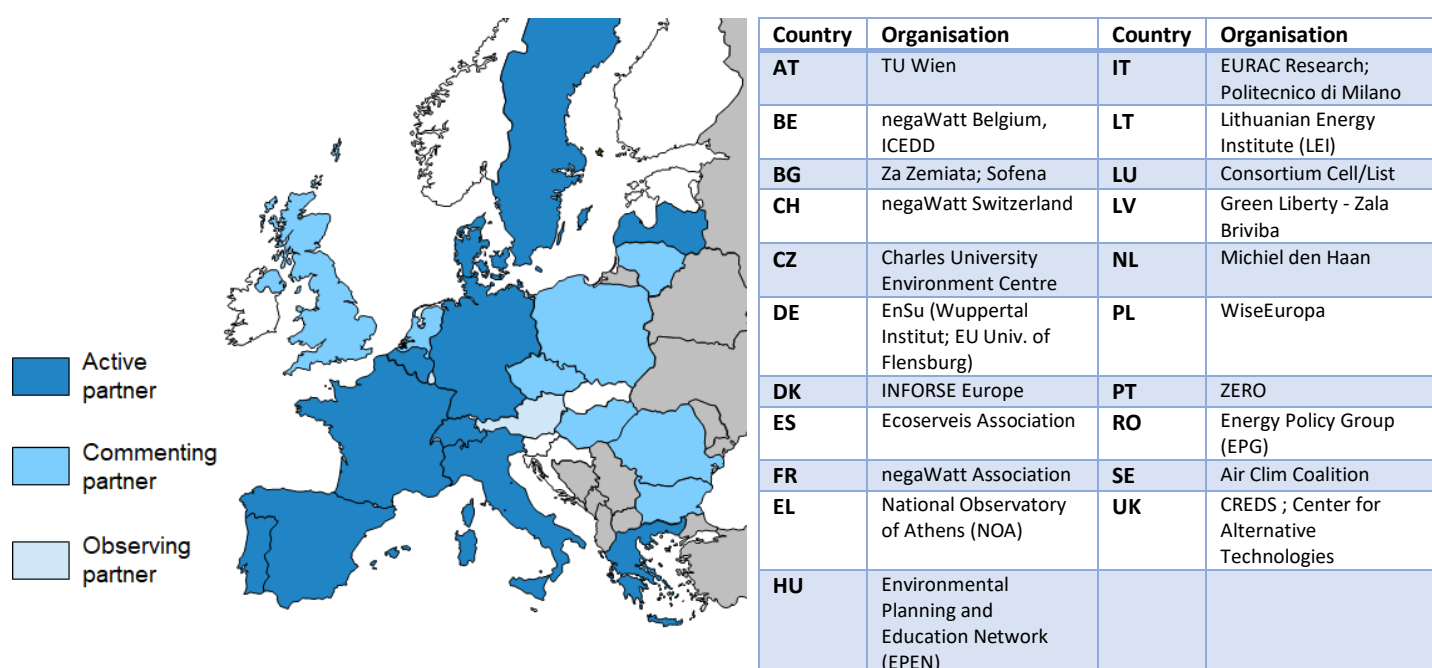 Active
partner
Commenting
partner
Observing
partner
Country Organisation Country Organisation
AT TU Wien IT EURAC Research;
Politecnico di Milano
BE negaWatt Belgium, LT Lithuanian Energy
ICEDD Institute (LEI)
BG Za Zemiata; Sofena LU Consortium Cell/List
CH negaWatt Switzerland LV Green Liberty - Zala
Briviba
CZ Charles University NL Michiel den Haan
Environment Centre
DE EnSu (Wuppertal PL WiseEuropa
Institut; EU Univ. of
Flensburg)
DK INFORSE Europe PT ZERO
ES Ecoserveis Association RO Energy Policy Group
(EPG)
FR negaWatt Association SE Air Clim Coalition
EL National Observatory UK CREDS ; Center for
of Athens (NOA) Alternative
Technologies
HU Environmental
Planning and
Education Network
(EPEN)